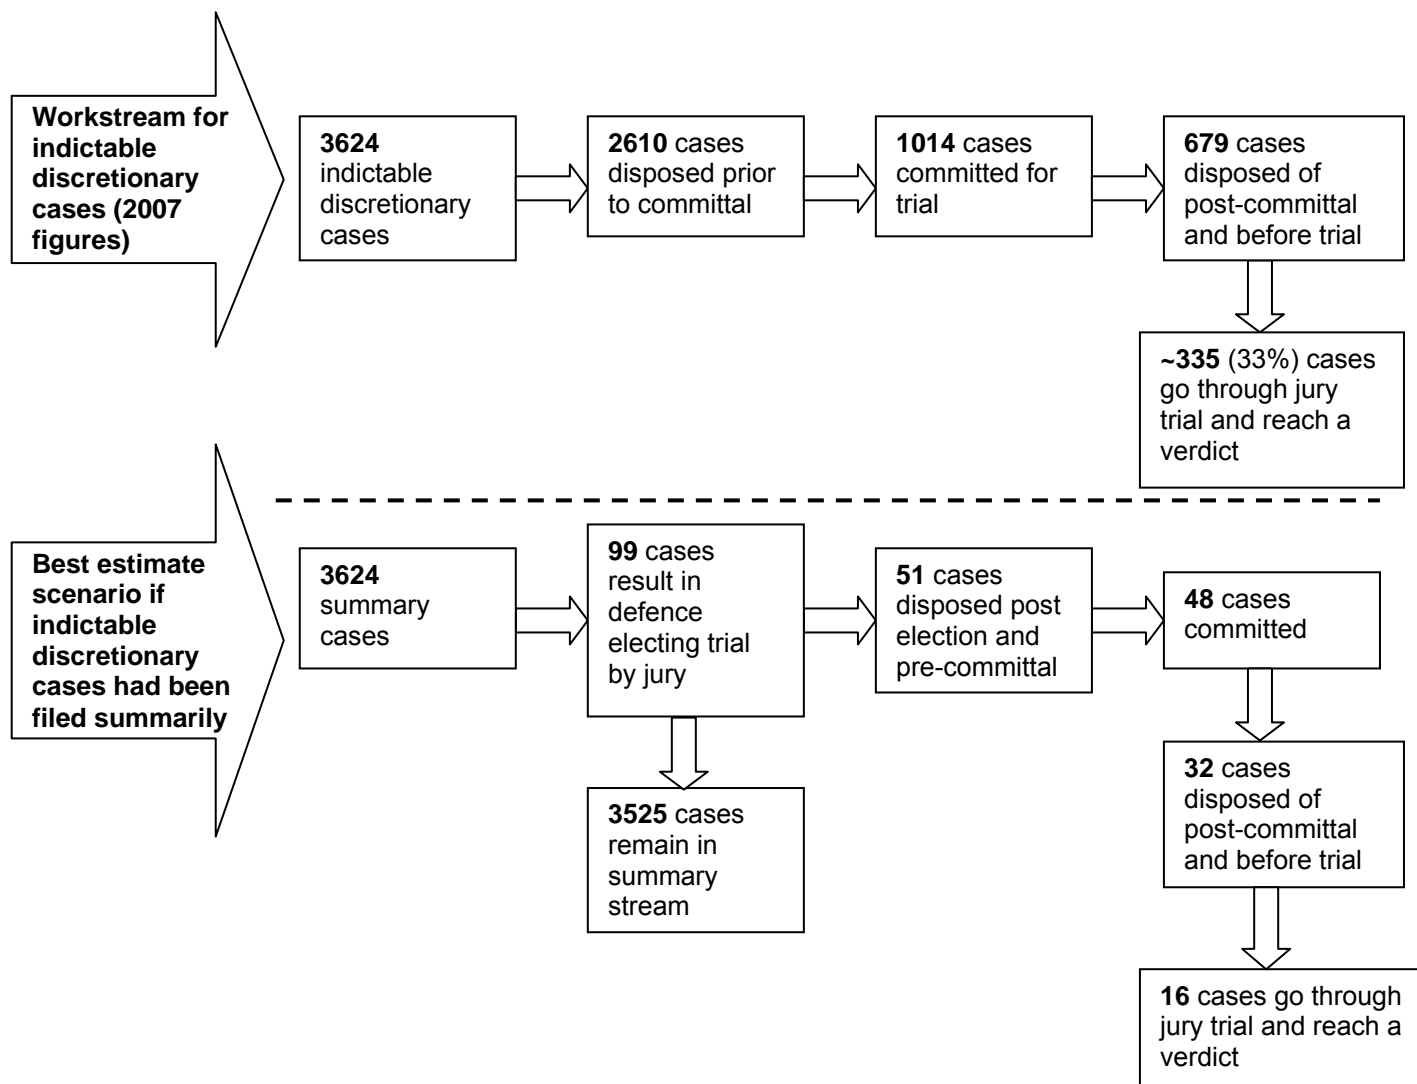 Workstream for
indictable
discretionary
cases (2007
figures)
3624
indictable
discretionary
cases
2610 cases
disposed prior
to committal
1014 cases
committed for
trial
679 cases
disposed of
post-committal
and before trial
~335 (33%) cases
go through jury
trial and reach a
verdict
Best estimate
scenario if
indictable
discretionary
cases had been
filed summarily
3624
summary
cases
99 cases
result in
defence
electing trial
by jury
3525 cases
remain in
summary
stream
51 cases
disposed post
election and
pre-committal
48 cases
committed
32 cases
disposed of
post-committal
and before trial
16 cases go through
jury trial and reach a
verdict